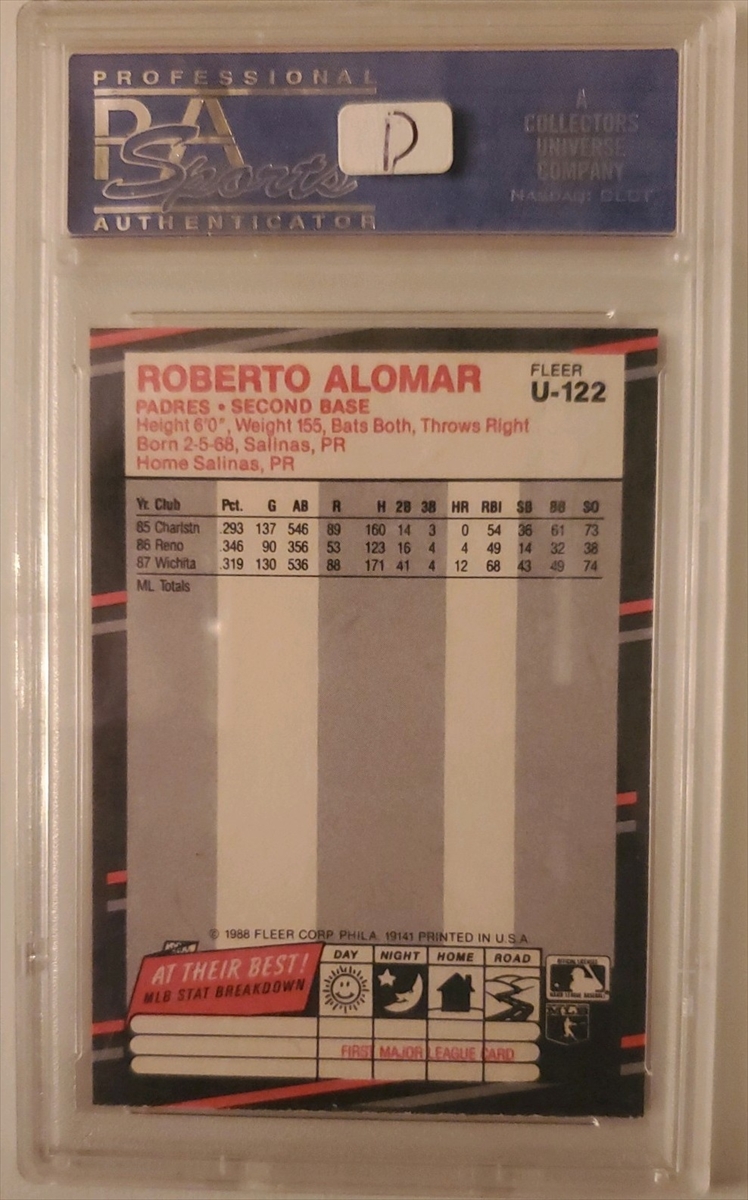 PROFESSIONAL
PSA
Sports
AUTHENTICATOR
D
A
COLLECTORS
UNIVERSE
COMPANY
NASDAQ: CLCT
ROBERTO ALOMAR
FLEER
U-122
PADRES • SECOND BASE
Height 6'0", Weight 155, Bats Both, Throws Right
Born 2-5-68, Salinas, PR
Home Salinas, PR
Yr. Club Pct. G AB R H 2B 3B HR RBI SB BB SO
85 Charlstn .293 137 546 89 160 14 3 0 54 36 61 73
86 Reno .346 90 356 53 123 16 4 4 49 14 32 38
87 Wichita .319 130 536 88 171 41 4 12 68 43 49 74
ML Totals
© 1988 FLEER CORP. PHILA. 19141 PRINTED IN U.S.A.
AT THEIR BEST!
MLB STAT BREAKDOWN
DAY NIGHT HOME ROAD
OFFICIAL LICENSEE
MAJOR LEAGUE BASEBALL
FIRST MAJOR LEAGUE CARD